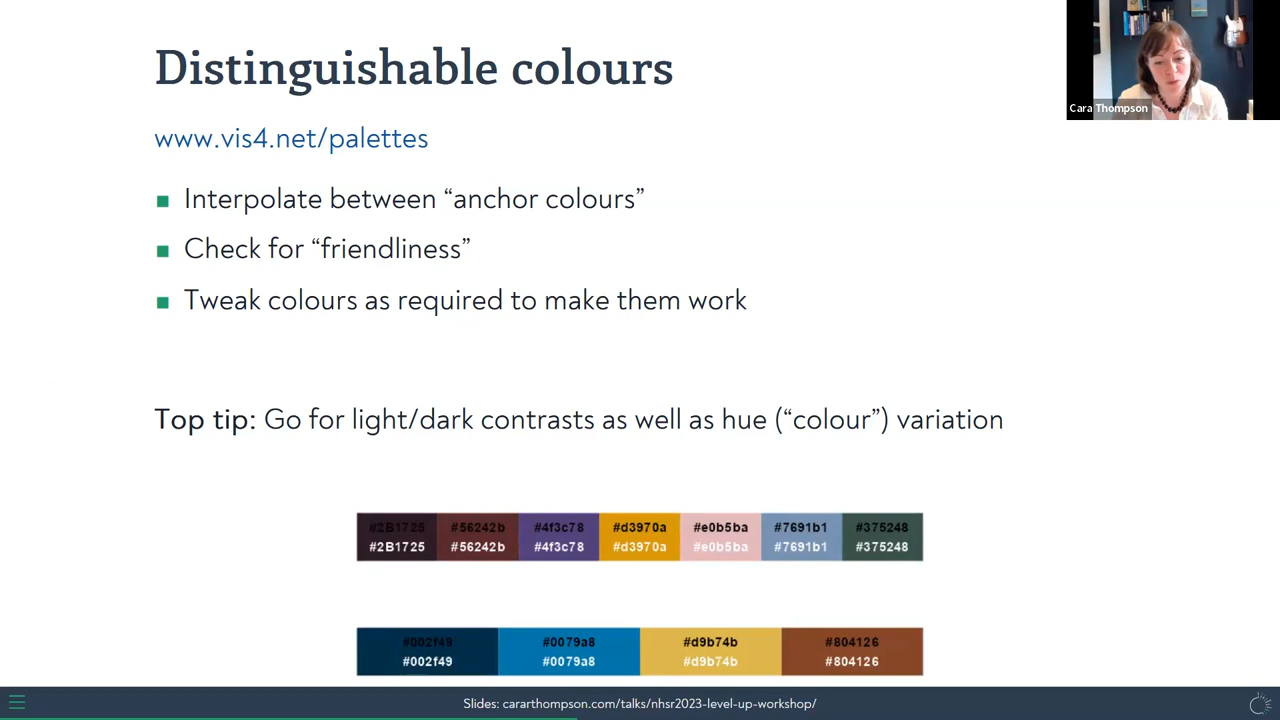 Distinguishable colours
Cara Thompson
www.vis4.net/palettes
Interpolate between “anchor colours”
Check for “friendliness”
Tweak colours as required to make them work
Top tip: Go for light/dark contrasts as well as hue (“colour”) variation
#2B1725 #56242b #4f3c78 #d3970a #e0b5ba #7691b1 #375248
#2B1725 #56242b #4f3c78 #d3970a #e0b5ba #7691b1 #375248
#002f49 #0079a8 #d9b74b #804126
#002f49 #0079a8 #d9b74b #804126
Slides: cararthompson.com/talks/nhsr2023-level-up-workshop/